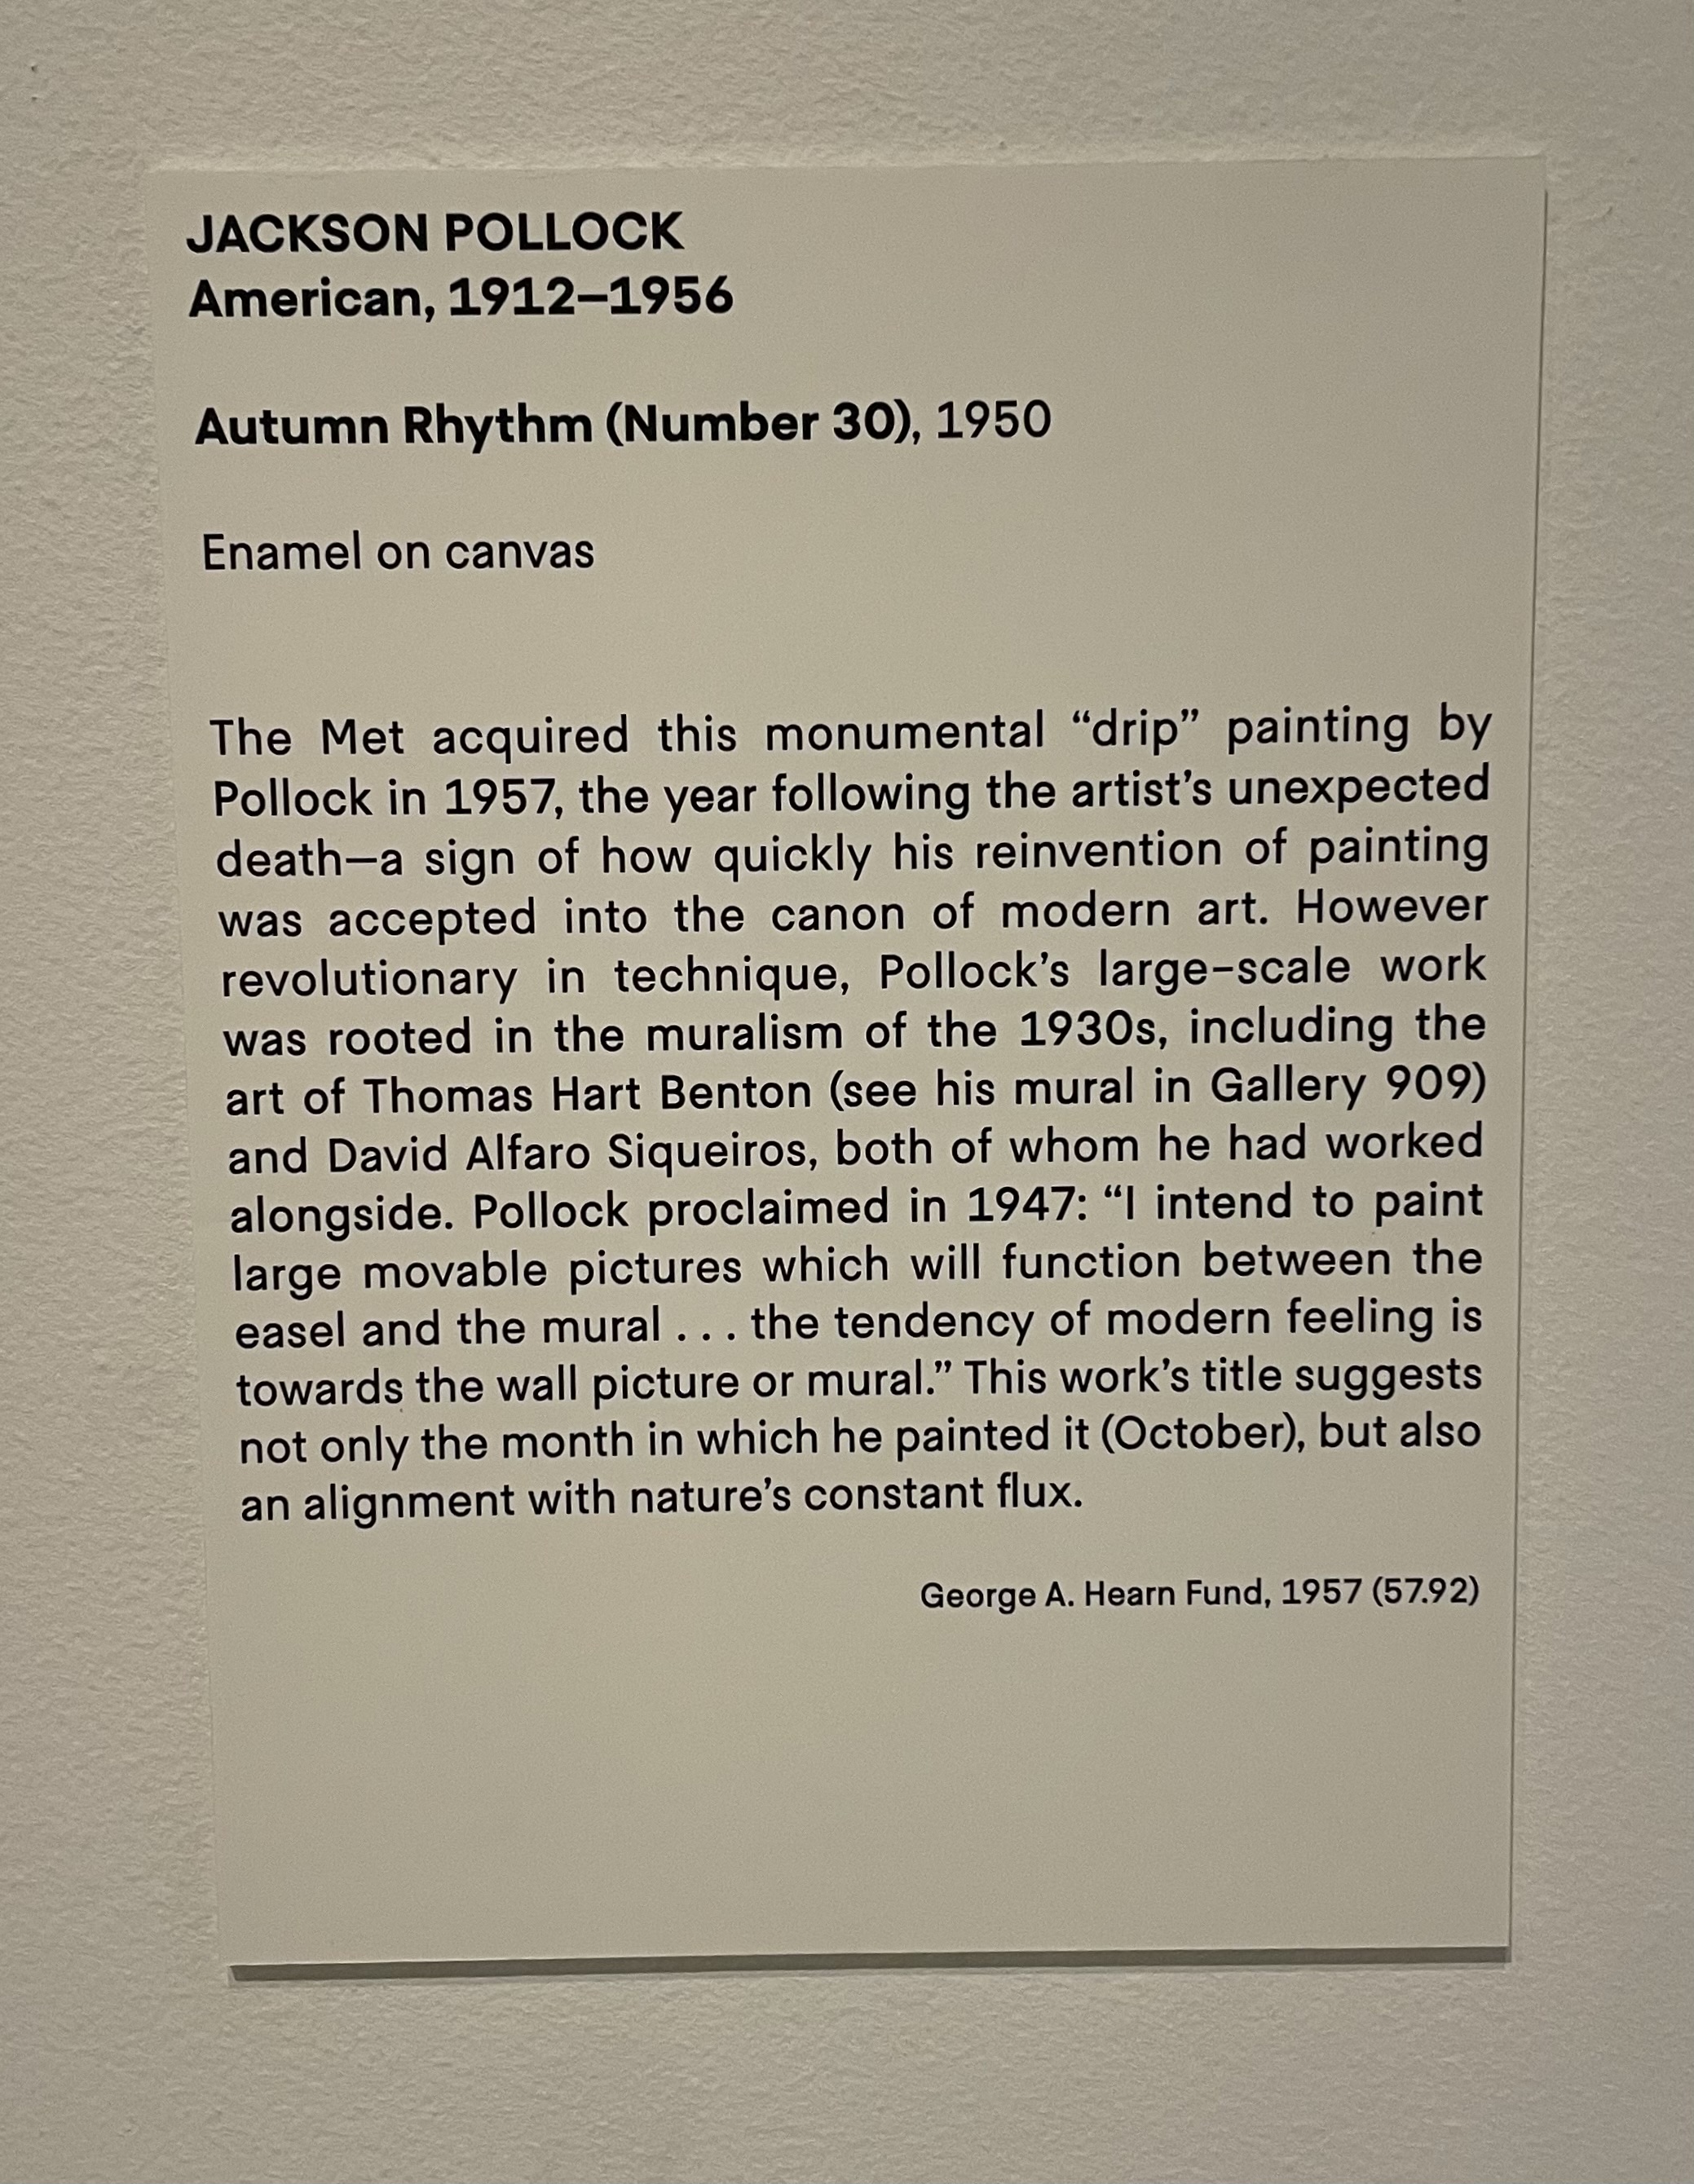 JACKSON POLLOCK
American, 1912–1956
Autumn Rhythm (Number 30), 1950
Enamel on canvas
The Met acquired this monumental “drip” painting by
Pollock in 1957, the year following the artist’s unexpected
death—a sign of how quickly his reinvention of painting
was accepted into the canon of modern art. However
revolutionary in technique, Pollock’s large-scale work
was rooted in the muralism of the 1930s, including the
art of Thomas Hart Benton (see his mural in Gallery 909)
and David Alfaro Siqueiros, both of whom he had worked
alongside. Pollock proclaimed in 1947: “I intend to paint
large movable pictures which will function between the
easel and the mural . . . the tendency of modern feeling is
towards the wall picture or mural.” This work’s title suggests
not only the month in which he painted it (October), but also
an alignment with nature’s constant flux.
George A. Hearn Fund, 1957 (57.92)